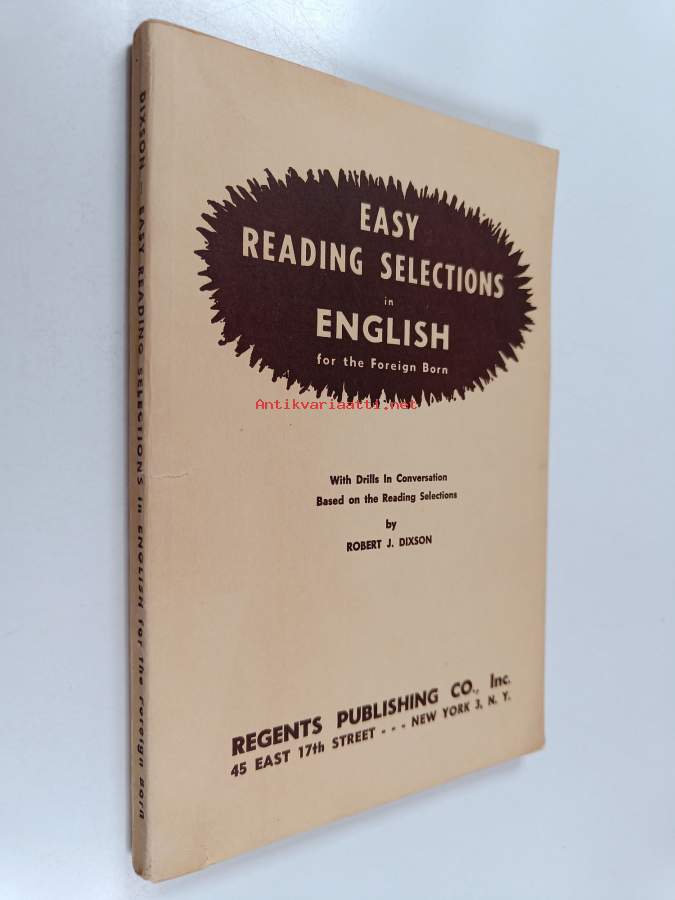 DIXSON — EASY READING SELECTIONS in ENGLISH for the Foreign Born
EASY
READING SELECTIONS
in
ENGLISH
for the Foreign Born
Antikvariaatti.net
With Drills In Conversation
Based on the Reading Selections
by
ROBERT J. DIXSON
REGENTS PUBLISHING CO., Inc.
45 EAST 17th STREET - - - NEW YORK 3, N. Y.